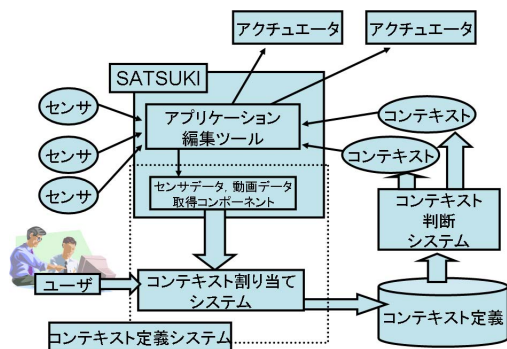 アクチュエータ
アクチュエータ
SATSUKI
センサ
センサ
センサ
アプリケーション
編集ツール
コンテキスト
コンテキスト
センサデータ, 動画データ
取得コンポーネント
コンテキスト
判断
システム
ユーザ
コンテキスト割り当て
システム
コンテキスト定義
コンテキスト定義システム